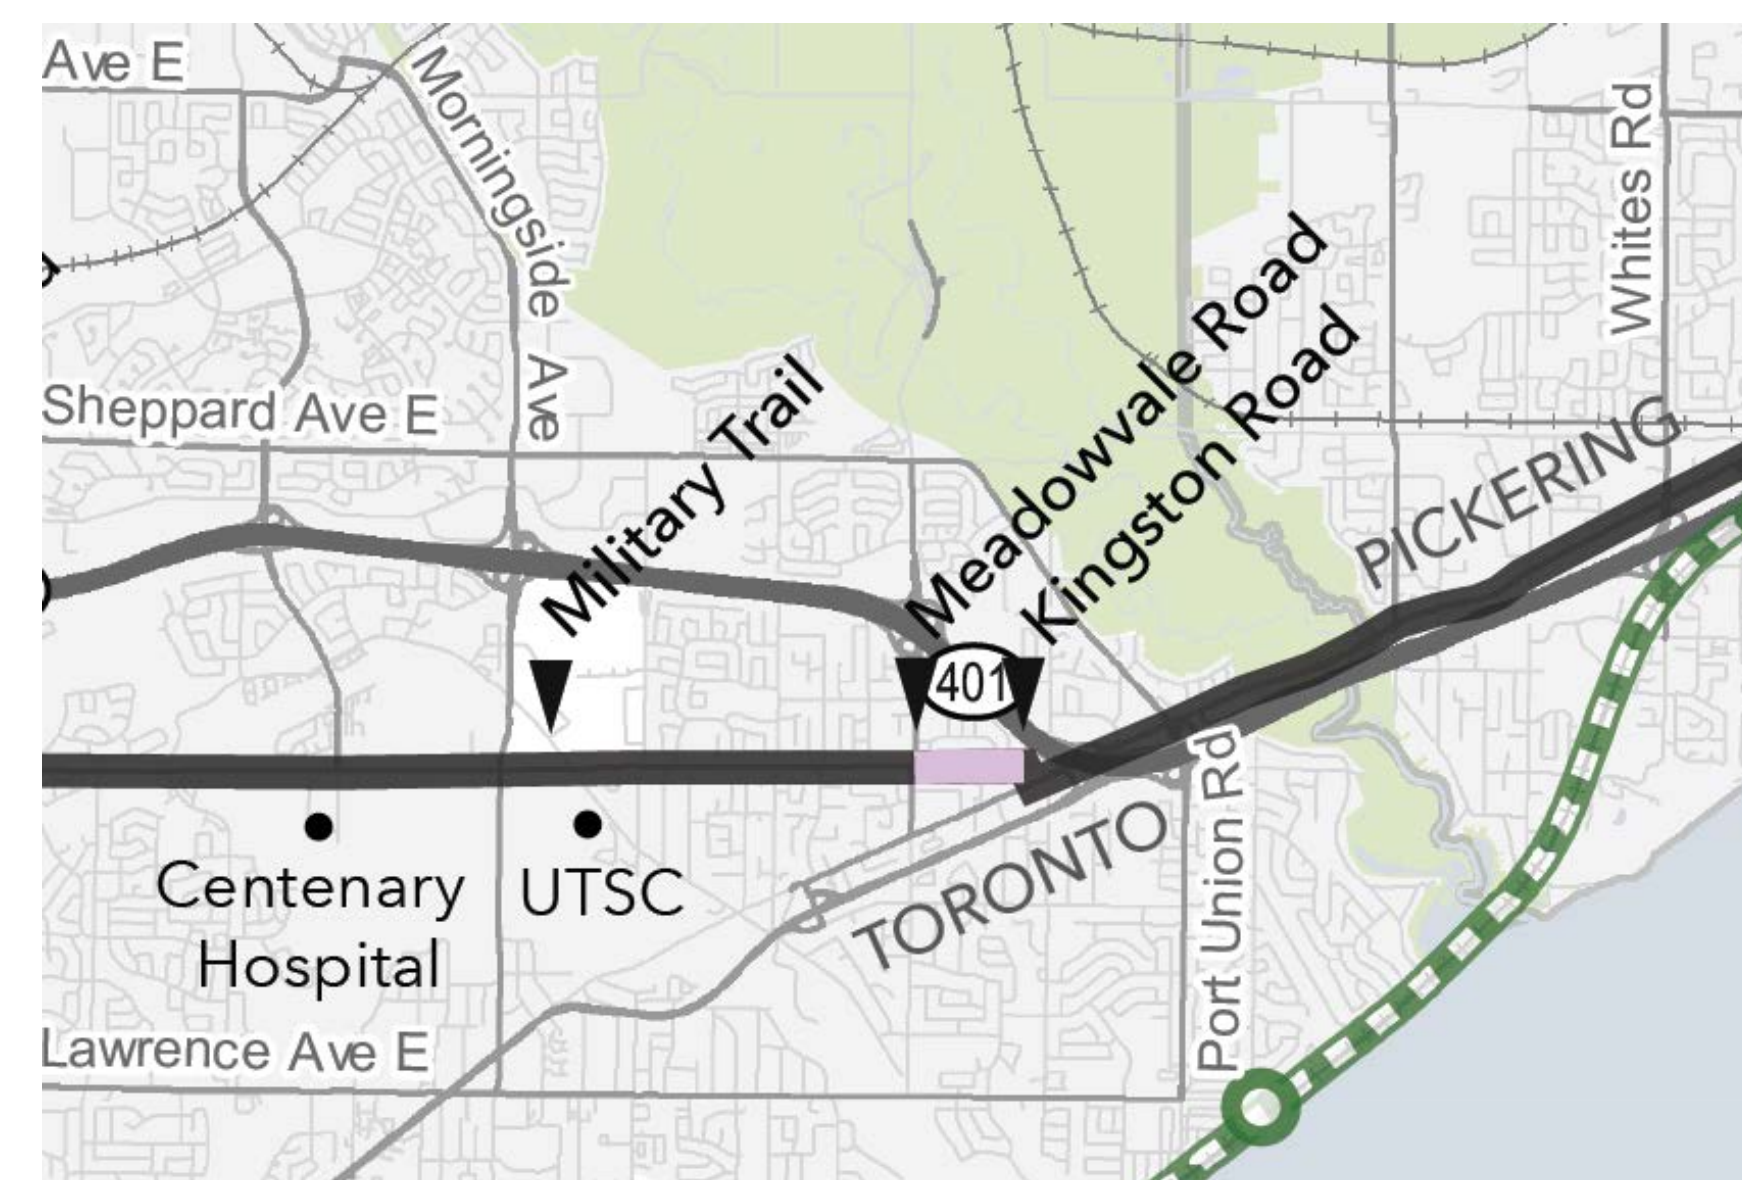 Ave E
Morningside Ave
Whites Rd
Sheppard Ave E
Military Trail
Meadowvale Road
Kingston Road
PICKERING
401
TORONTO
Port Union Rd
Centenary
Hospital
UTSC
Lawrence Ave E